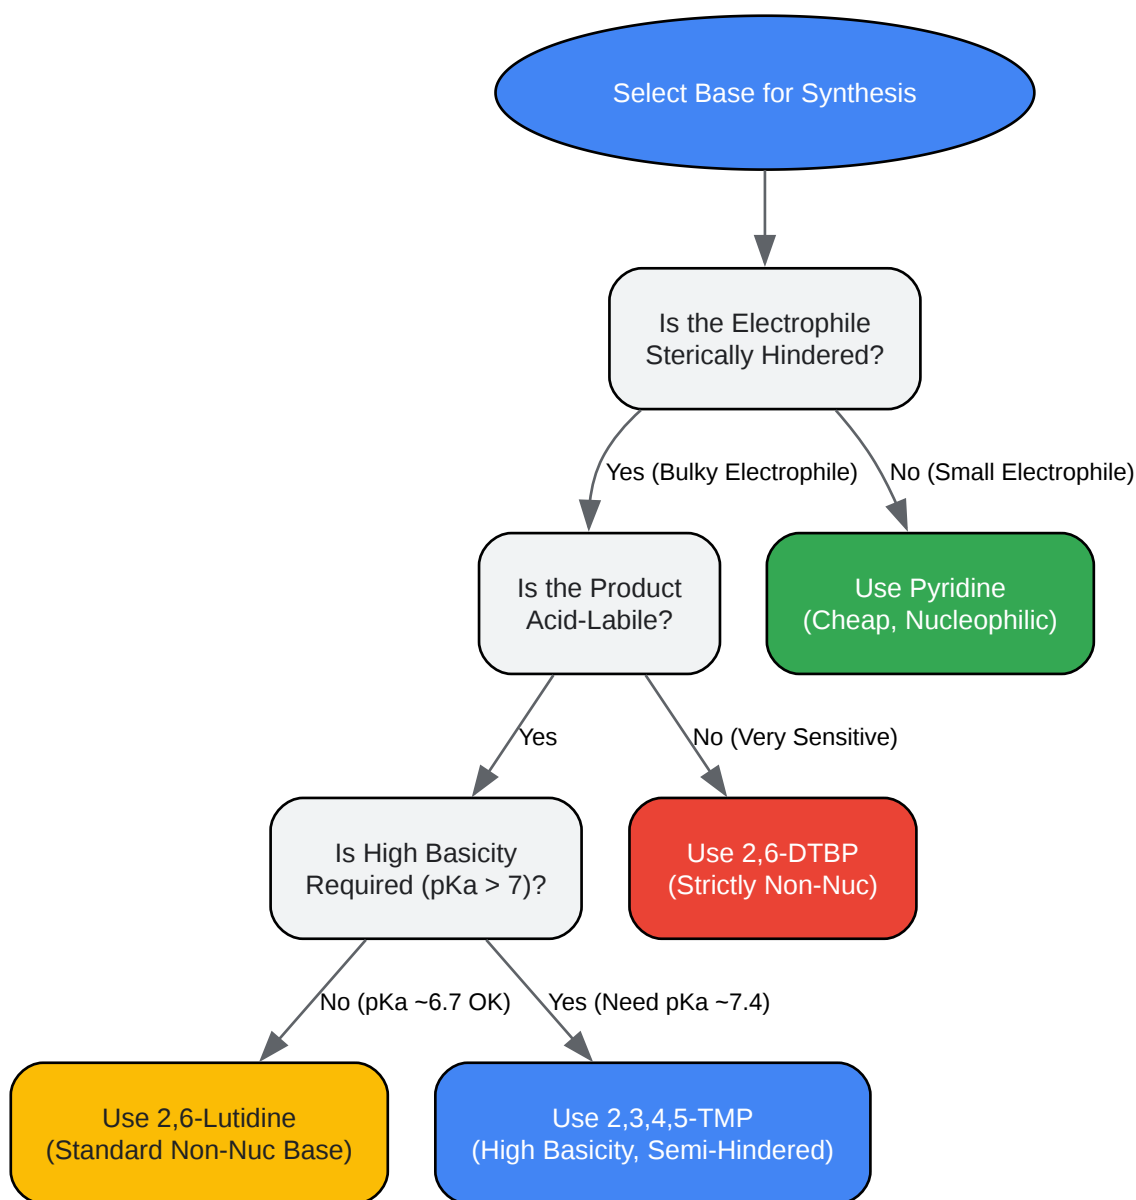 Select Base for Synthesis
Is the Electrophile
Sterically Hindered?
Yes (Bulky Electrophile)
No (Small Electrophile)
Is the Product
Acid-Labile?
Use Pyridine
(Cheap, Nucleophilic)
Yes
No (Very Sensitive)
Is High Basicity
Required (pKa > 7)?
Use 2,6-DTBP
(Strictly Non-Nuc)
No (pKa ~6.7 OK)
Yes (Need pKa ~7.4)
Use 2,6-Lutidine
(Standard Non-Nuc Base)
Use 2,3,4,5-TMP
(High Basicity, Semi-Hindered)